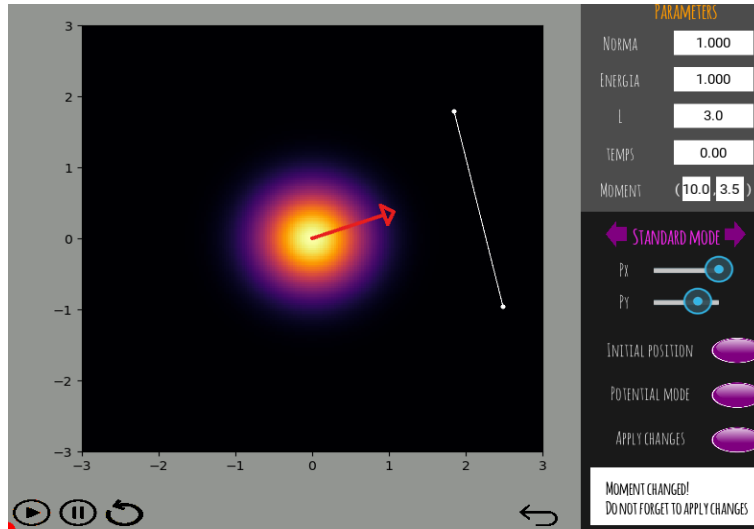 PARAMETERS
NORMA 1.000
ENERGIA 1.000
L 3.0
TEMPS 0.00
MOMENT (10.0, 3.5)
STANDARD MODE
PX
PY
INITIAL POSITION
POTENTIAL MODE
APPLY CHANGES
MOMENT CHANGED!
DO NOT FORGET TO APPLY CHANGES
3
2
1
0
−1
−2
−3
−3 −2 −1 0 1 2 3